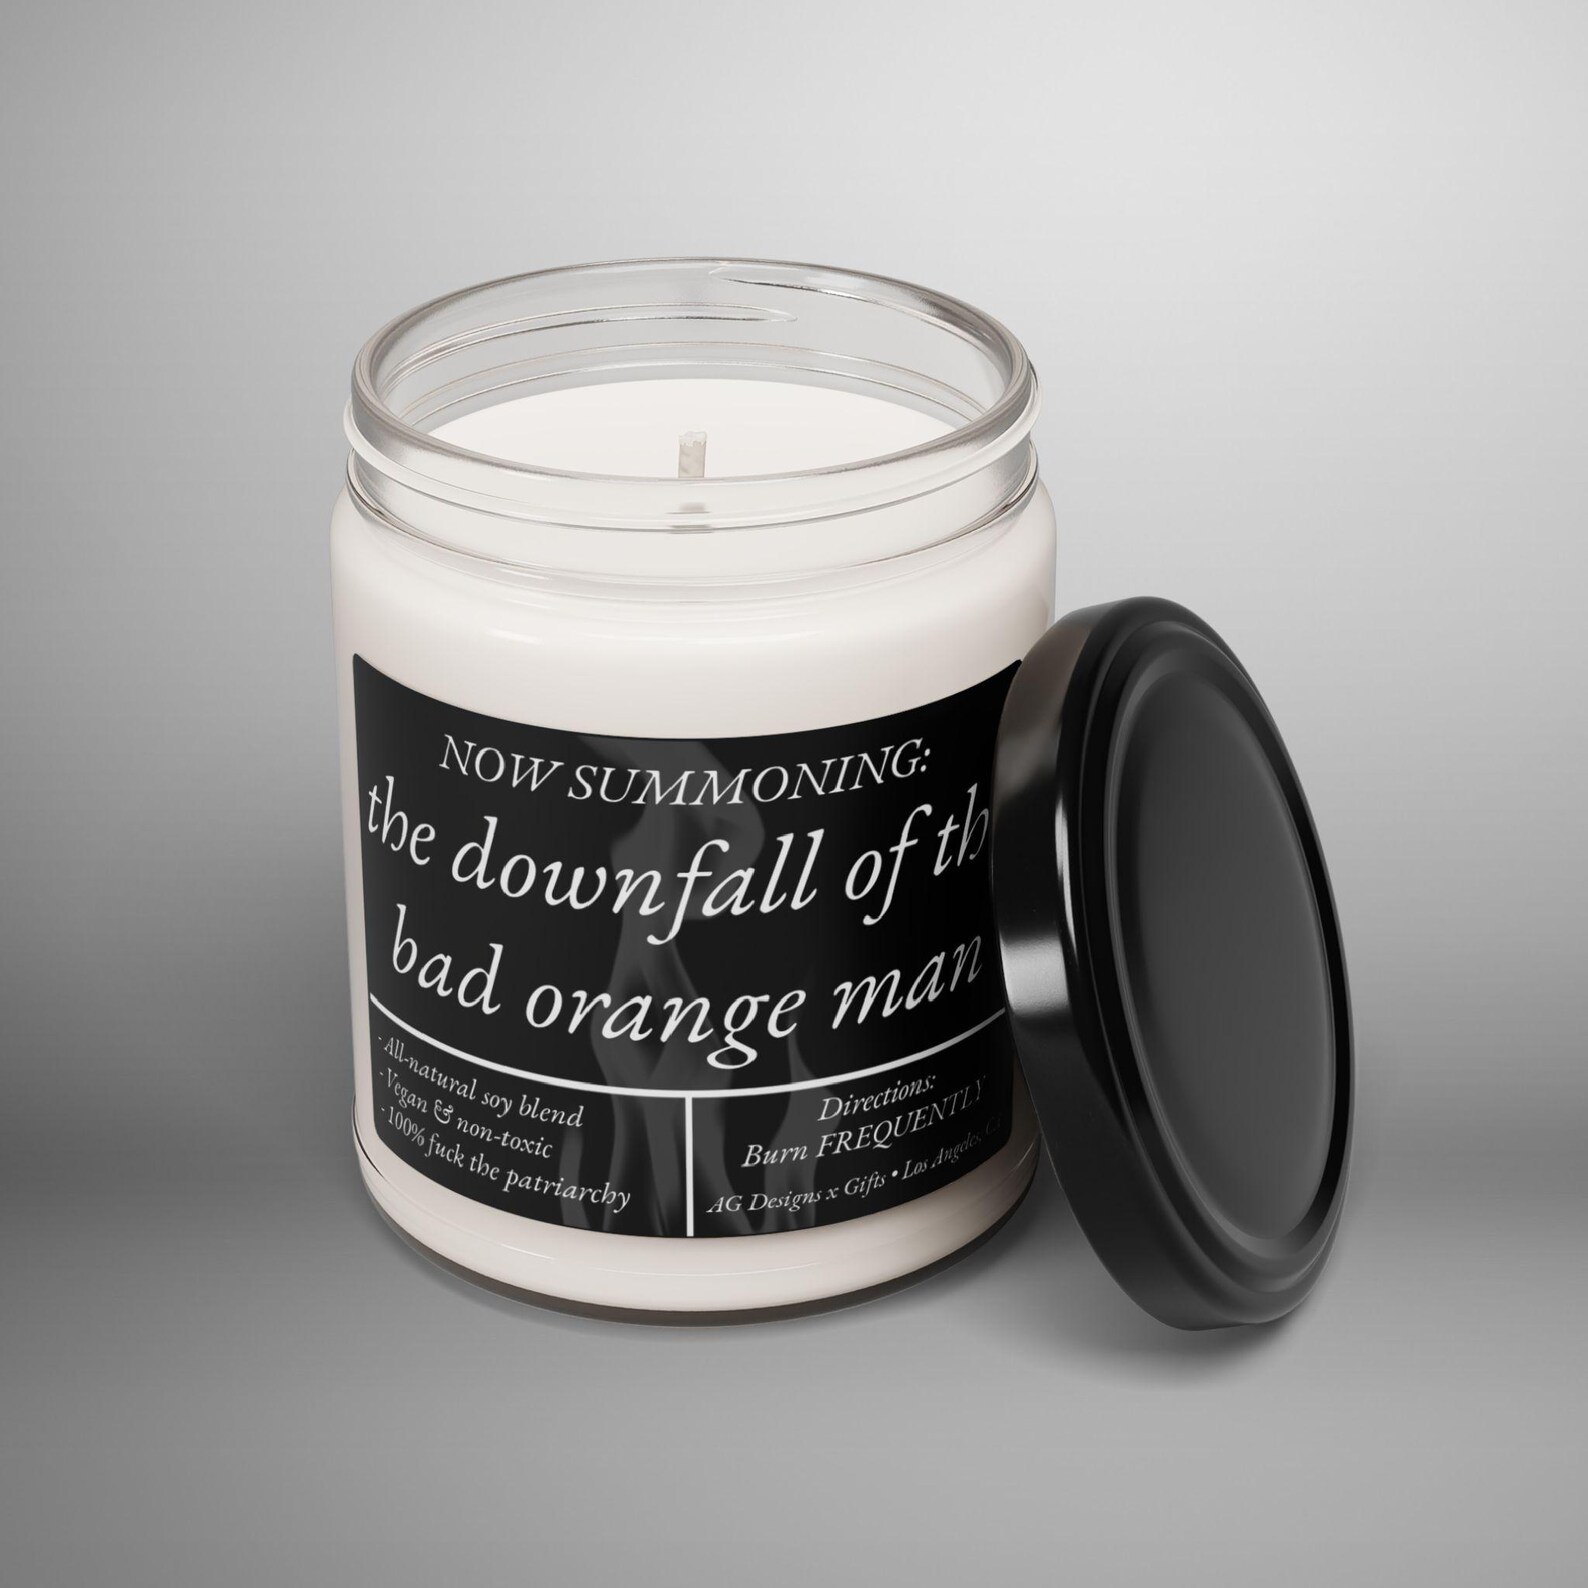 NOW SUMMONING:
the downfall of th
bad orange man
- All-natural soy blend
- Vegan & non-toxic
- 100% fuck the patriarchy
Directions:
Burn FREQUENTLY
AG Designs x Gifts • Los Angeles, CA